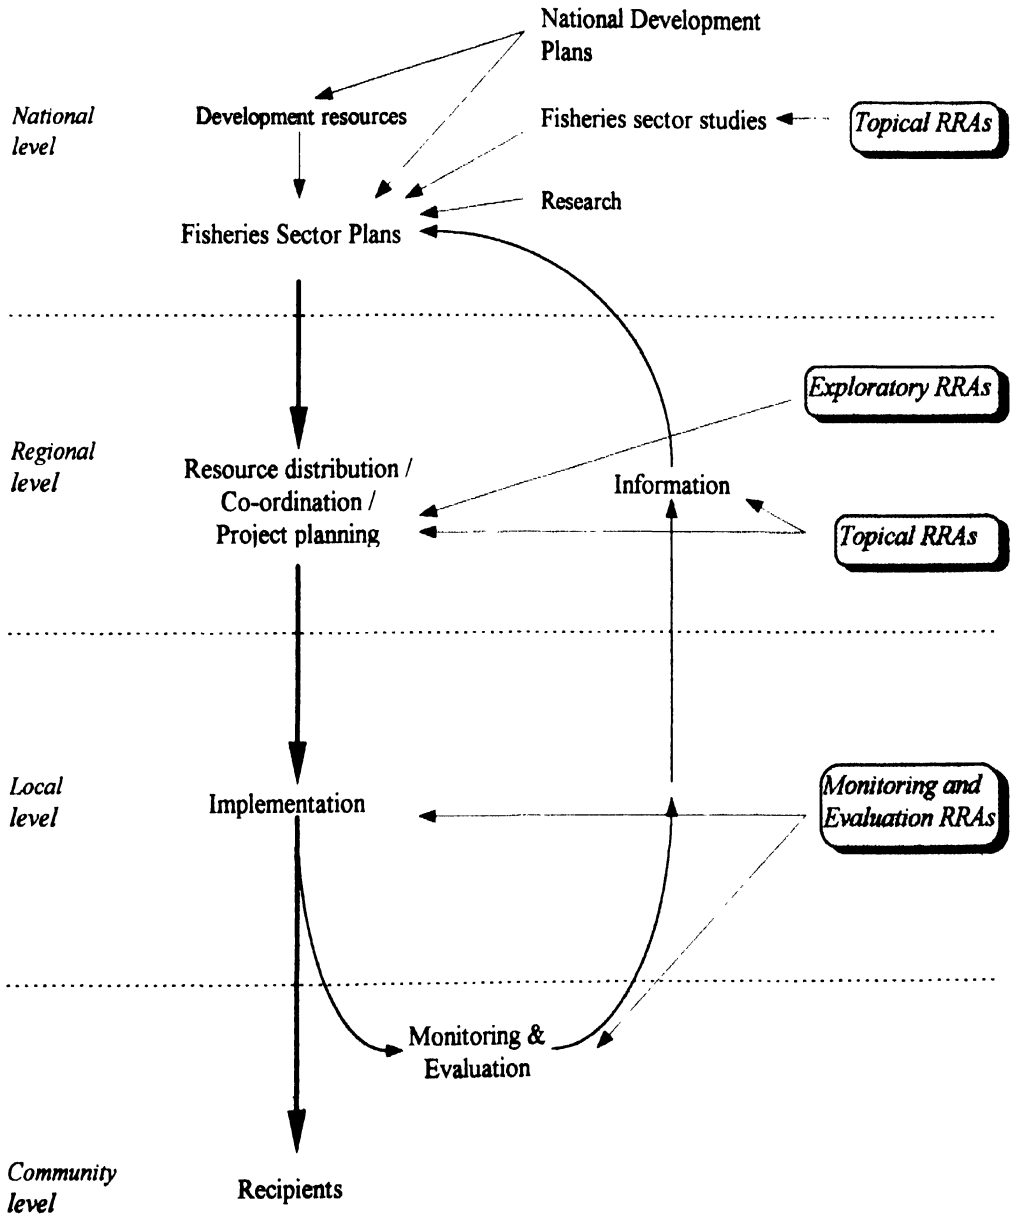 National Development
Plans
National
level
Development resources
Fisheries sector studies
Topical RRAs
Research
Fisheries Sector Plans
Exploratory RRAs
Regional
level
Resource distribution /
Co-ordination /
Project planning
Information
Topical RRAs
Local
level
Implementation
Monitoring and
Evaluation RRAs
Monitoring &
Evaluation
Community
level
Recipients